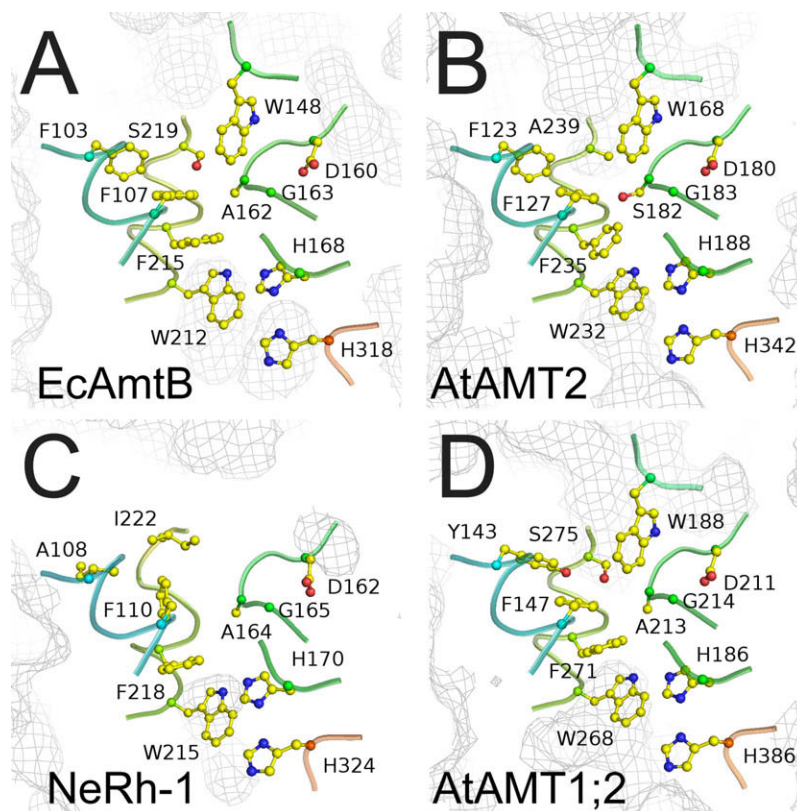 A
W148
F103
S219
D160
F107
G163
A162
H168
F215
W212
H318
EcAmtB
B
W168
F123
A239
D180
F127
G183
S182
H188
F235
W232
H342
AtAMT2
C
I222
A108
D162
F110
G165
A164
H170
F218
W215
H324
NeRh-1
D
W188
Y143
S275
D211
F147
G214
A213
H186
F271
W268
H386
AtAMT1;2